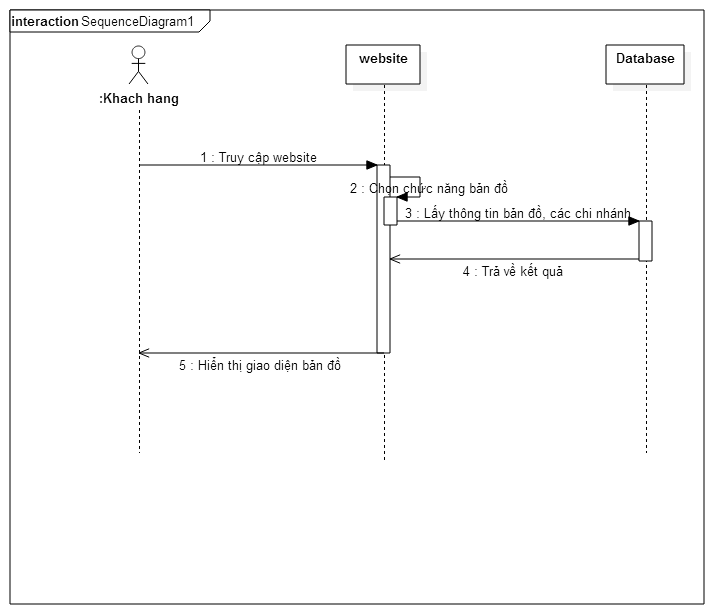 interaction SequenceDiagram1
website
Database
:Khach hang
1 : Truy cập website
2 : Chọn chức năng bản đồ
3 : Lấy thông tin bản đồ, các chi nhánh
4 : Trả về kết quả
5 : Hiển thị giao diện bản đồ